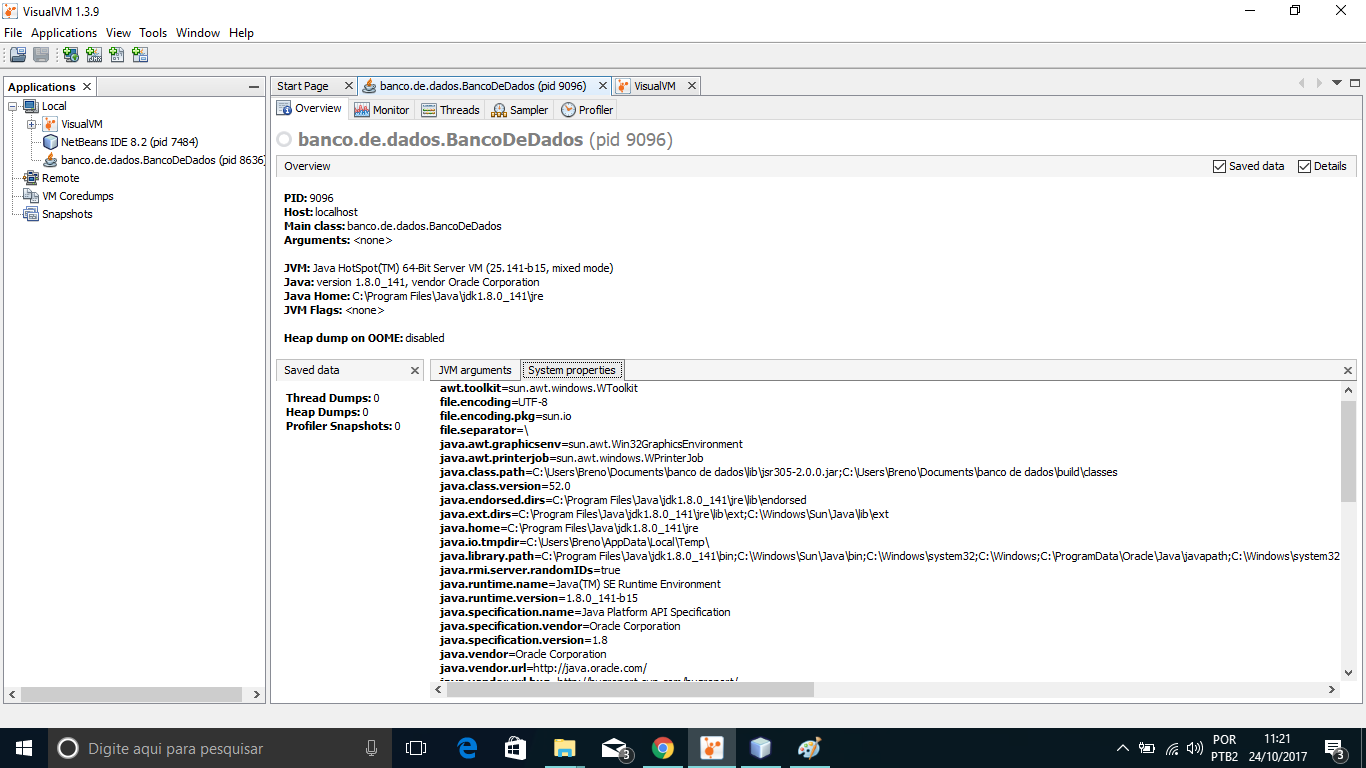 VisualVM 1.3.9
File Applications View Tools Window Help
Applications
Local
VisualVM
NetBeans IDE 8.2 (pid 7484)
banco.de.dados.BancoDeDados (pid 8636)
Remote
VM Coredumps
Snapshots
Start Page banco.de.dados.BancoDeDados (pid 9096) VisualVM
Overview Monitor Threads Sampler Profiler
banco.de.dados.BancoDeDados (pid 9096)
Overview Saved data Details
PID: 9096
Host: localhost
Main class: banco.de.dados.BancoDeDados
Arguments: <none>
JVM: Java HotSpot(TM) 64-Bit Server VM (25.141-b15, mixed mode)
Java: version 1.8.0_141, vendor Oracle Corporation
Java Home: C:\Program Files\Java\jdk1.8.0_141\jre
JVM Flags: <none>
Heap dump on OOME: disabled
Saved data
Thread Dumps: 0
Heap Dumps: 0
Profiler Snapshots: 0
JVM arguments System properties
awt.toolkit=sun.awt.windows.WToolkit
file.encoding=UTF-8
file.encoding.pkg=sun.io
file.separator=\
java.awt.graphicsenv=sun.awt.Win32GraphicsEnvironment
java.awt.printerjob=sun.awt.windows.WPrinterJob
java.class.path=C:\Users\Breno\Documents\banco de dados\lib\jsr305-2.0.0.jar;C:\Users\Breno\Documents\banco de dados\build\classes
java.class.version=52.0
java.endorsed.dirs=C:\Program Files\Java\jdk1.8.0_141\jre\lib\endorsed
java.ext.dirs=C:\Program Files\Java\jdk1.8.0_141\jre\lib\ext;C:\Windows\Sun\Java\lib\ext
java.home=C:\Program Files\Java\jdk1.8.0_141\jre
java.io.tmpdir=C:\Users\Breno\AppData\Local\Temp\
java.library.path=C:\Program Files\Java\jdk1.8.0_141\bin;C:\Windows\Sun\Java\bin;C:\Windows\system32;C:\Windows;C:\ProgramData\Oracle\Java\javapath;C:\Windows\system32
java.rmi.server.randomIDs=true
java.runtime.name=Java(TM) SE Runtime Environment
java.runtime.version=1.8.0_141-b15
java.specification.name=Java Platform API Specification
java.specification.vendor=Oracle Corporation
java.specification.version=1.8
java.vendor=Oracle Corporation
java.vendor.url=http://java.oracle.com/
Digite aqui para pesquisar
3
POR
PTB2
11:21
24/10/2017
3